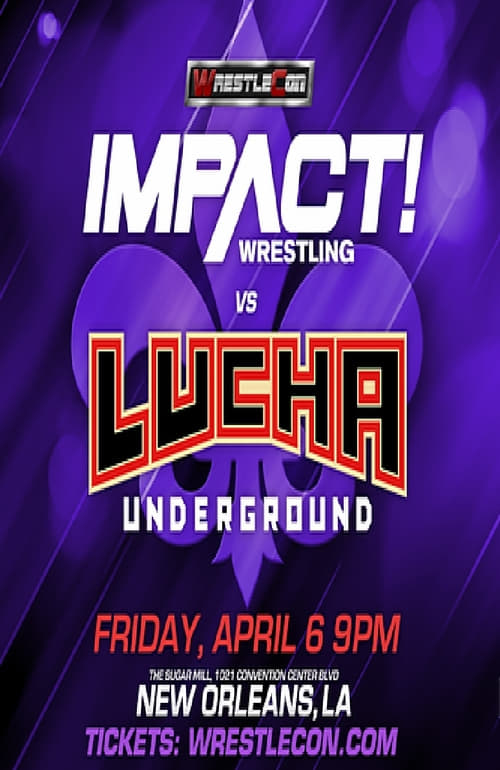 WRESTLECON
IMPACT!
WRESTLING
VS
LUCHA
UNDERGROUND
FRIDAY, APRIL 6 9PM
THE SUGAR MILL, 1021 CONVENTION CENTER BLVD
NEW ORLEANS, LA
TICKETS: WRESTLECON.COM